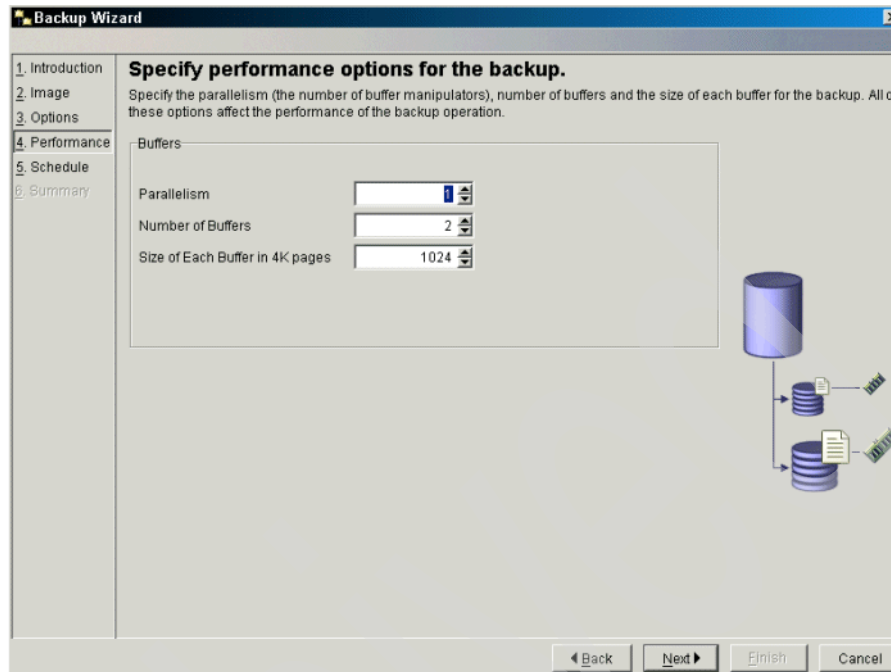 Backup Wizard
1. Introduction
2. Image
3. Options
4. Performance
5. Schedule
6. Summary
Specify performance options for the backup.
Specify the parallelism (the number of buffer manipulators), number of buffers and the size of each buffer for the backup. All
these options affect the performance of the backup operation.
Buffers
Parallelism 1
Number of Buffers 2
Size of Each Buffer in 4K pages 1024
Back Next Finish Cancel